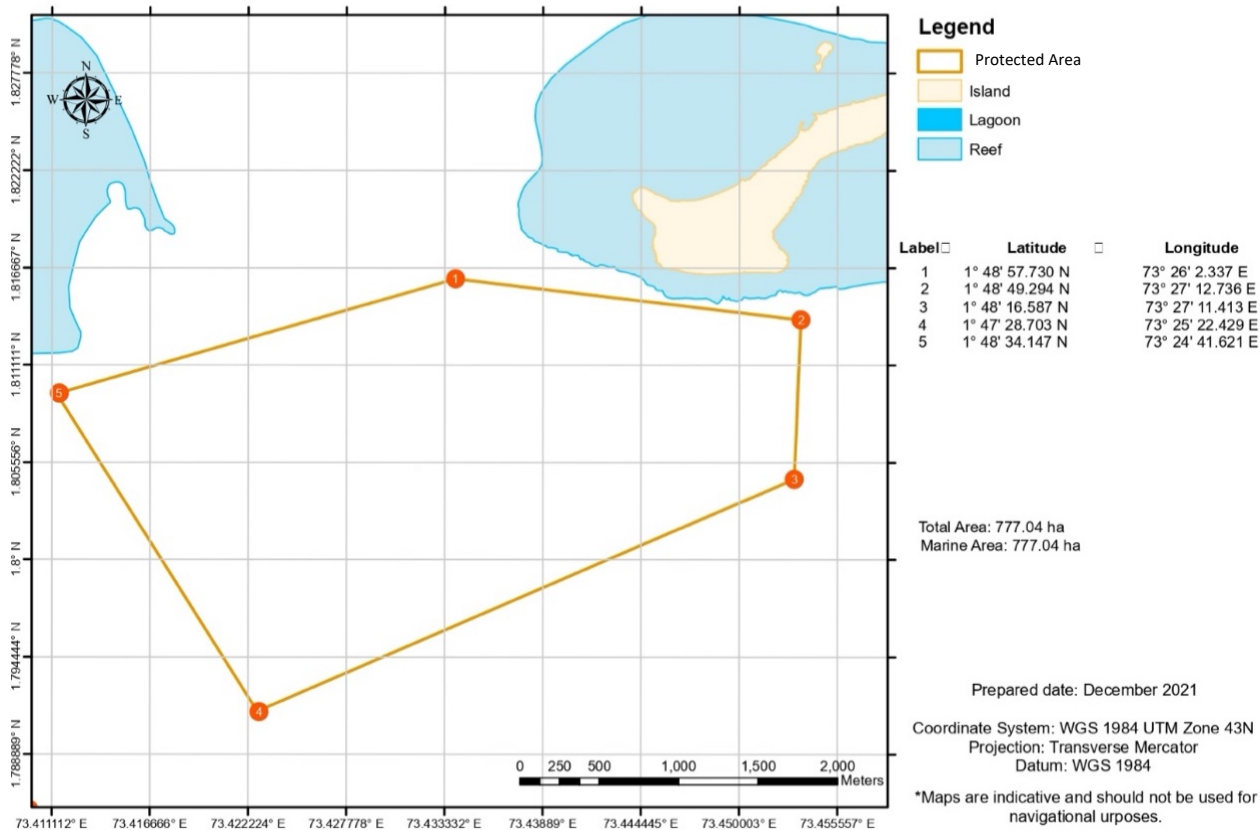 N
W E
S
1.827778° N
1.822222° N
1.816667° N
1.811111° N
1.805556° N
1.8° N
1.794444° N
1.788889° N
1
2
5
3
4
0 250 500 1,000 1,500 2,000
Meters
73.411112° E 73.416666° E 73.422224° E 73.427778° E 73.433332° E 73.43889° E 73.444445° E 73.450003° E 73.455557° E
Legend
Protected Area
Island
Lagoon
Reef
Label□ Latitude □ Longitude
1 1° 48' 57.730 N 73° 26' 2.337 E
2 1° 48' 49.294 N 73° 27' 12.736 E
3 1° 48' 16.587 N 73° 27' 11.413 E
4 1° 47' 28.703 N 73° 25' 22.429 E
5 1° 48' 34.147 N 73° 24' 41.621 E
Total Area: 777.04 ha
Marine Area: 777.04 ha
Prepared date: December 2021
Coordinate System: WGS 1984 UTM Zone 43N
Projection: Transverse Mercator
Datum: WGS 1984
*Maps are indicative and should not be used for
navigational urposes.